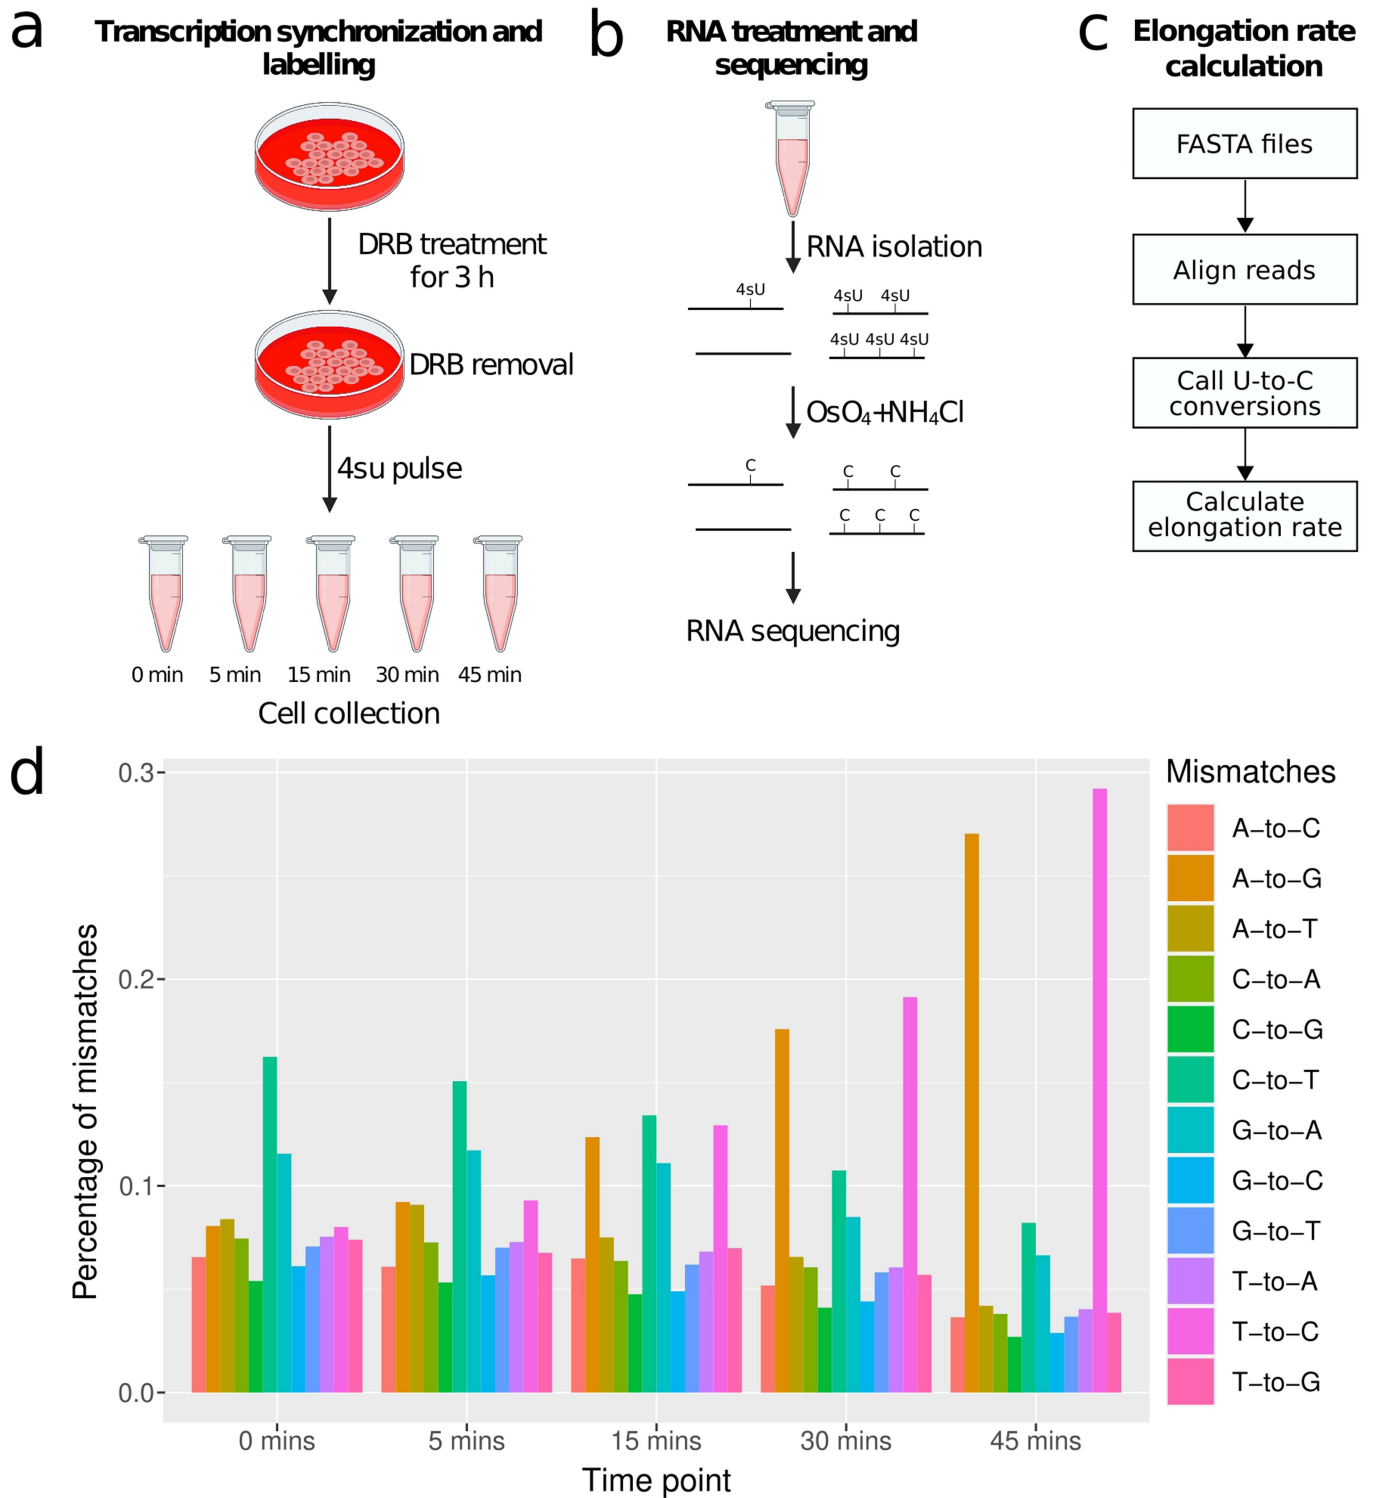 a
Transcription synchronization and
labelling
DRB treatment
for 3 h
DRB removal
4su pulse
0 min 5 min 15 min 30 min 45 min
Cell collection
b
RNA treatment and
sequencing
RNA isolation
4sU
4sU 4sU
4sU 4sU 4sU
OsO₄+NH₄Cl
C
C C
C C C
RNA sequencing
c
Elongation rate
calculation
FASTA files
Align reads
Call U-to-C
conversions
Calculate
elongation rate
d
Percentage of mismatches
0.3
0.2
0.1
0.0
0 mins 5 mins 15 mins 30 mins 45 mins
Time point
Mismatches
A–to–C
A–to–G
A–to–T
C–to–A
C–to–G
C–to–T
G–to–A
G–to–C
G–to–T
T–to–A
T–to–C
T–to–G